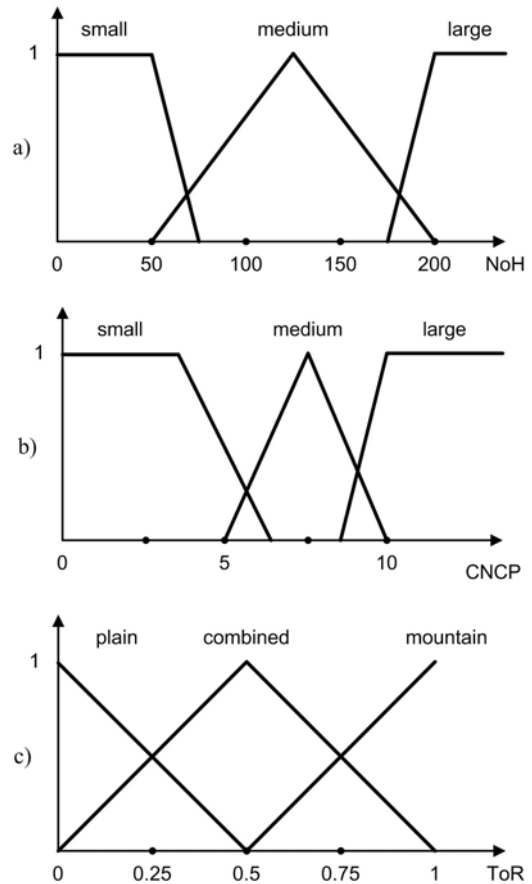 small medium large
1
a)
0 50 100 150 200 NoH
small medium large
1
b)
0 5 10
CNCP
plain combined mountain
1
c)
0 0.25 0.5 0.75 1 ToR